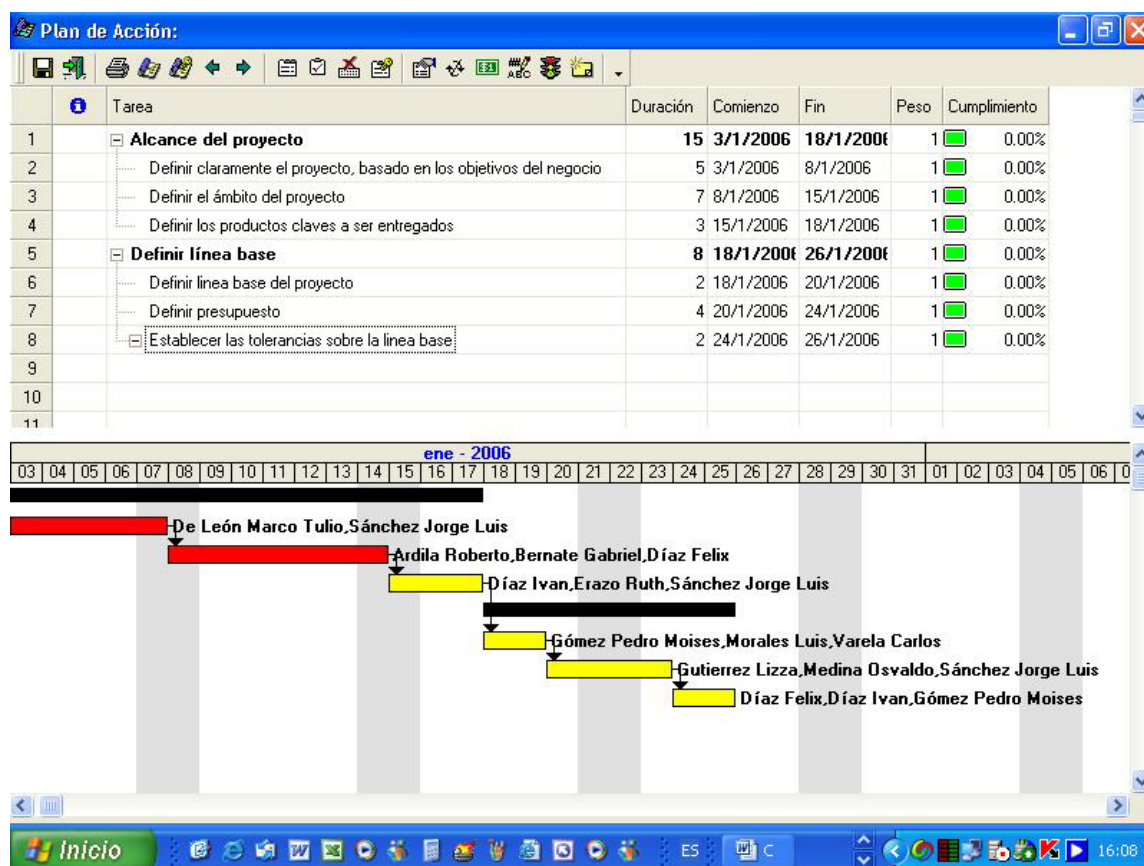 Plan de Acción:
Tarea Duración Comienzo Fin Peso Cumplimiento
1 Alcance del proyecto 15 3/1/2006 18/1/2006 1 0.00%
2 Definir claramente el proyecto, basado en los objetivos del negocio 5 3/1/2006 8/1/2006 1 0.00%
3 Definir el ámbito del proyecto 7 8/1/2006 15/1/2006 1 0.00%
4 Definir los productos claves a ser entregados 3 15/1/2006 18/1/2006 1 0.00%
5 Definir línea base 8 18/1/2006 26/1/2006 1 0.00%
6 Definir linea base del proyecto 2 18/1/2006 20/1/2006 1 0.00%
7 Definir presupuesto 4 20/1/2006 24/1/2006 1 0.00%
8 Establecer las tolerancias sobre la linea base 2 24/1/2006 26/1/2006 1 0.00%
9
10
11
ene - 2006
03 04 05 06 07 08 09 10 11 12 13 14 15 16 17 18 19 20 21 22 23 24 25 26 27 28 29 30 31 01 02 03 04 05 06 0
De León Marco Tulio,Sánchez Jorge Luis
Ardila Roberto,Bernate Gabriel,Díaz Felix
Díaz Ivan,Erazo Ruth,Sánchez Jorge Luis
Gómez Pedro Moises,Morales Luis,Varela Carlos
Gutierrez Lizza,Medina Osvaldo,Sánchez Jorge Luis
Díaz Felix,Díaz Ivan,Gómez Pedro Moises
Inicio ES C 16:08